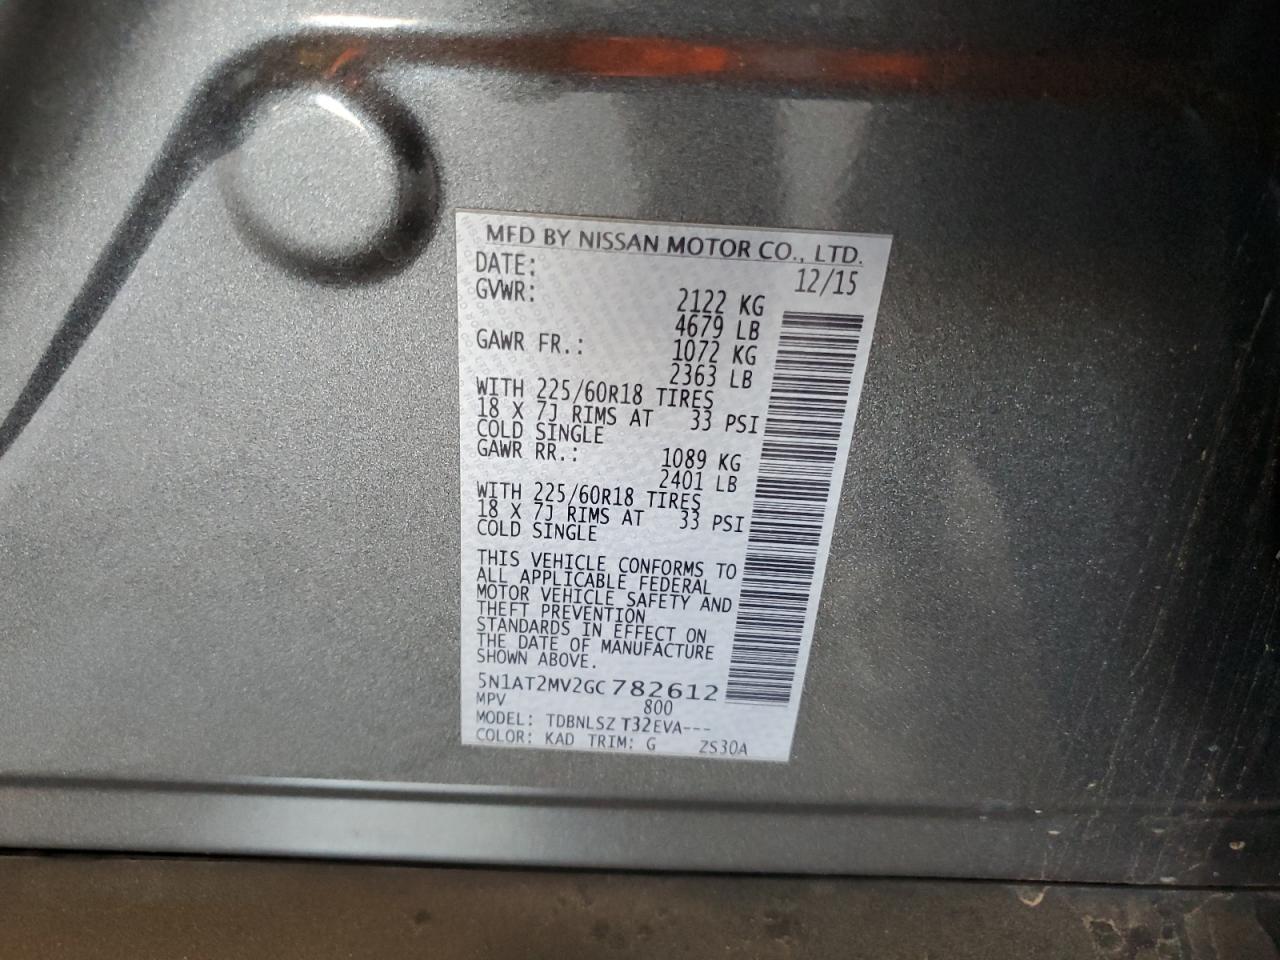 MFD BY NISSAN MOTOR CO., LTD.
DATE: 12/15
GVWR: 2122 KG
4679 LB
GAWR FR.: 1072 KG
2363 LB
WITH 225/60R18 TIRES
18 X 7J RIMS AT 33 PSI
COLD SINGLE
GAWR RR.: 1089 KG
2401 LB
WITH 225/60R18 TIRES
18 X 7J RIMS AT 33 PSI
COLD SINGLE
THIS VEHICLE CONFORMS TO
ALL APPLICABLE FEDERAL
MOTOR VEHICLE SAFETY AND
THEFT PREVENTION
STANDARDS IN EFFECT ON
THE DATE OF MANUFACTURE
SHOWN ABOVE.
5N1AT2MV2GC782612
MPV 800
MODEL: TDBNLSZ T32EVA---
COLOR: KAD TRIM: G ZS30A